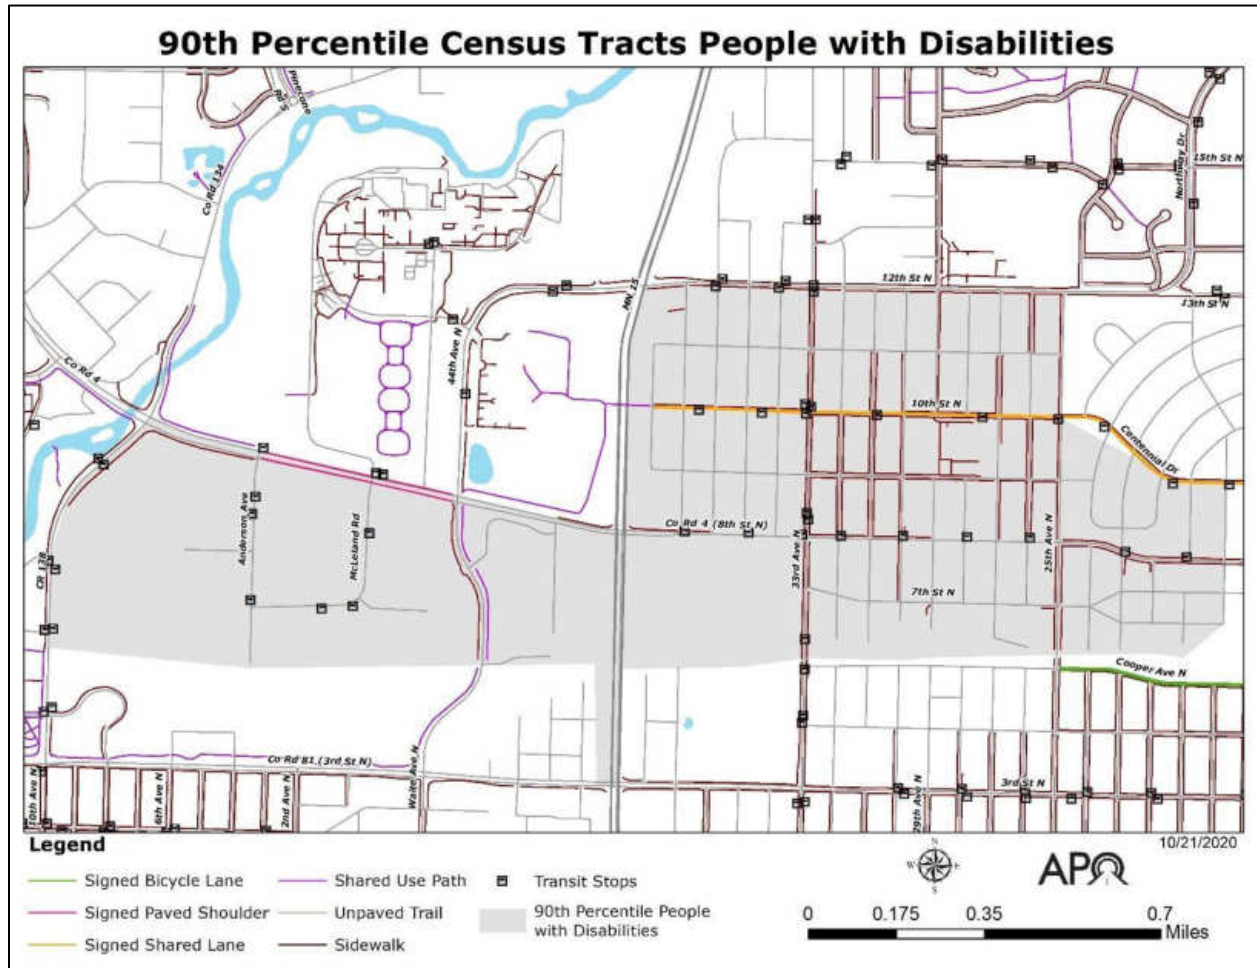 90th Percentile Census Tracts People with Disabilities
Pinecone
Rd S
Co Rd 134
15th St N
Northway Dr
MN 15
12th St N
13th St N
44th Ave N
Co Rd 4
10th St N
Centennial Dr
Anderson Ave
McLeland Rd
Co Rd 4 (8th St N)
33rd Ave N
25th Ave N
CR 138
7th St N
Cooper Ave N
Co Rd 81 (3rd St N)
Waite Ave N
10th Ave N
6th Ave N
2nd Ave N
29th Ave N
3rd St N
10/21/2020
Legend
Signed Bicycle Lane
Shared Use Path
Transit Stops
Signed Paved Shoulder
Unpaved Trail
90th Percentile People
with Disabilities
Signed Shared Lane
Sidewalk
N
W E
S
APO
0 0.175 0.35 0.7
Miles